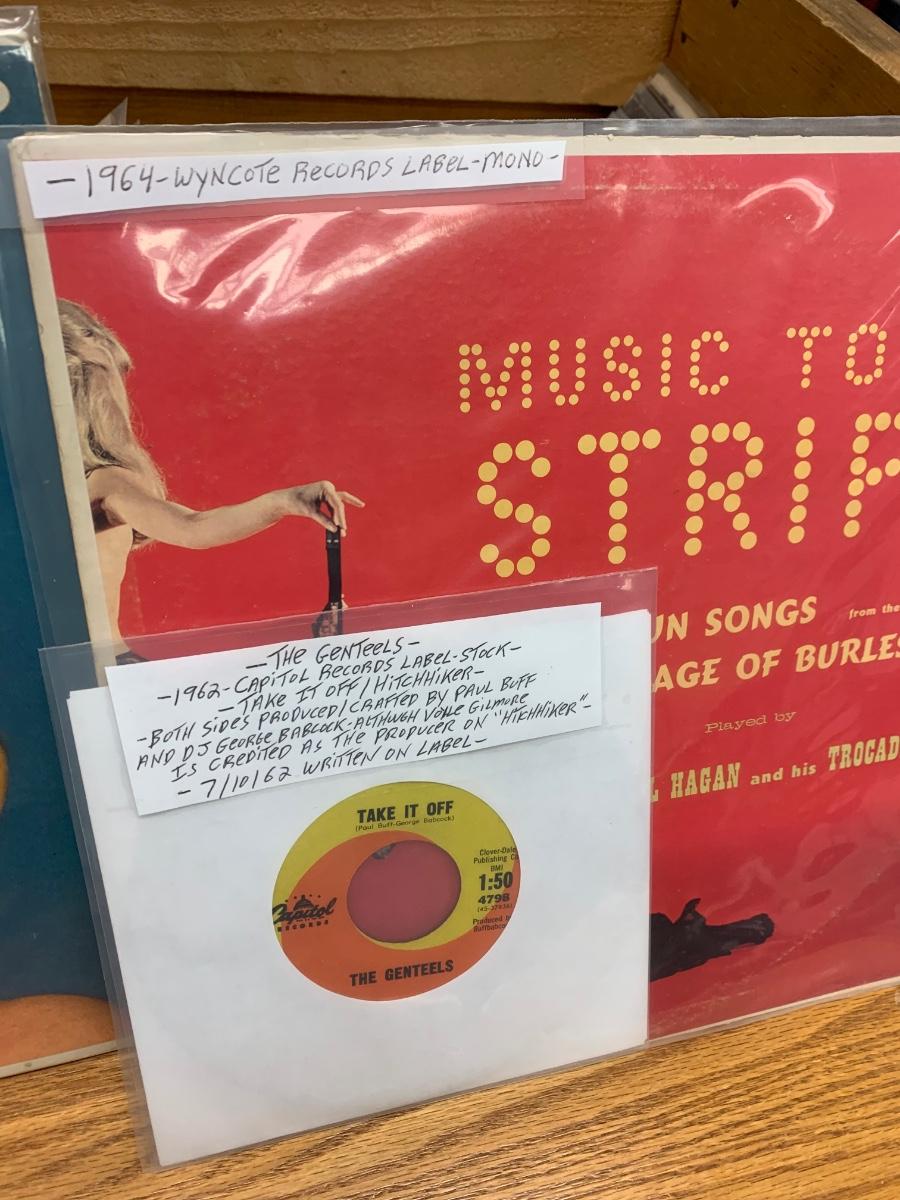 —1964-WYNCOTE RECORDS LABEL-MONO-
MUSIC TO
STRIP
UN SONGS from the
AGE OF BURLES
Played by
L HAGAN and his TROCAD
—THE GENTEELS—
-1962-CAPITOL RECORDS LABEL-STOCK-
—TAKE IT OFF/HITCHHIKER—
-BOTH SIDES PRODUCED/CRAFTED BY PAUL BUFF
AND DJ GEORGE BABCOCK-ALTHOUGH VOYLE GILMORE
IS CREDITED AS THE PRODUCER ON "HITCHHIKER"-
- 7/10/62 WRITTEN ON LABEL-
TAKE IT OFF
(Paul Buff-George Babcock)
Clover-Dale
Publishing Co
BMI
1:50
4798
Produced by
Buffbabco
Capitol
RECORDS
THE GENTEELS